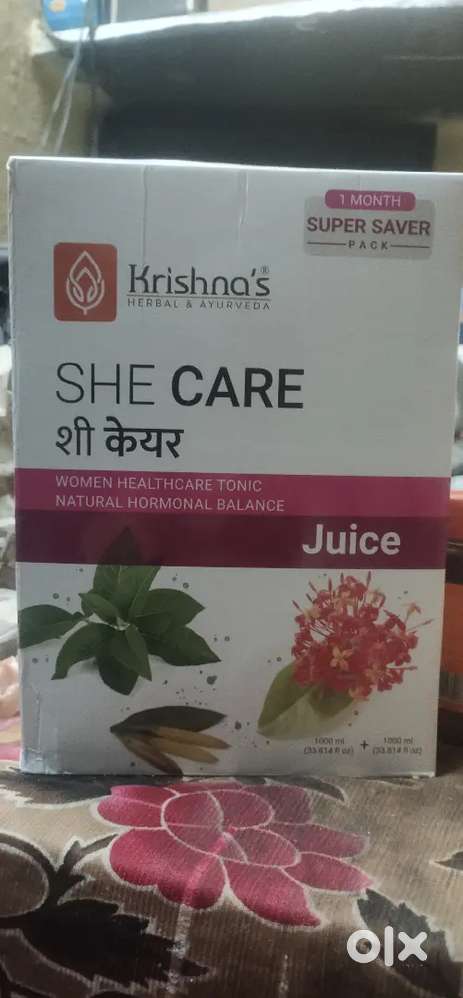 1 MONTH
SUPER SAVER
PACK
Krishna's®
HERBAL & AYURVEDA
SHE CARE
शी केयर
WOMEN HEALTHCARE TONIC
NATURAL HORMONAL BALANCE
Juice
1000 ml + 1000 ml
(33.814 fl oz) (33.814 fl oz)
olx